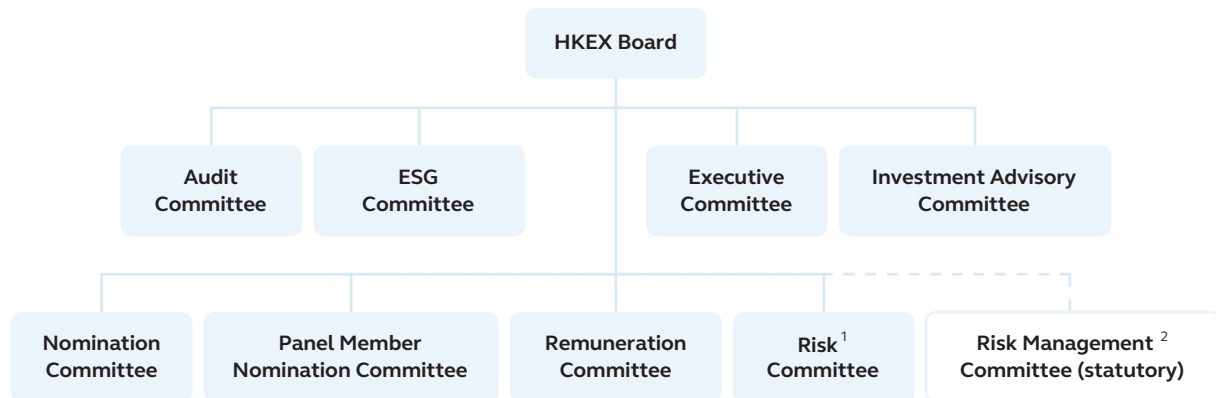 HKEX Board
Audit
Committee
ESG
Committee
Executive
Committee
Investment Advisory
Committee
Nomination
Committee
Panel Member
Nomination Committee
Remuneration
Committee
Risk 1
Committee
Risk Management 2
Committee (statutory)